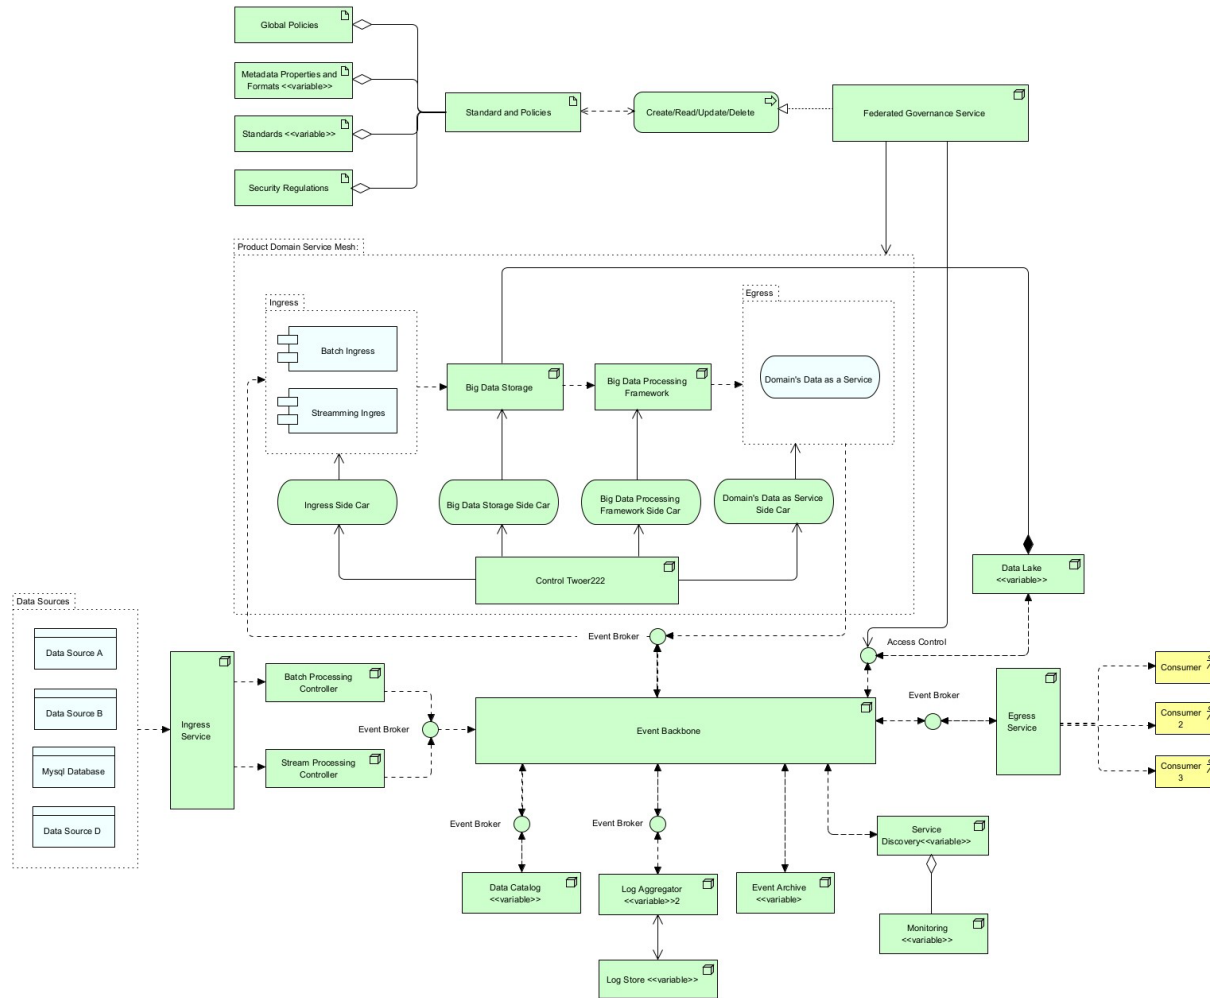 Global Policies
Metadata Properties and
Formats <<variable>>
Standards <<variable>>
Security Regulations
Standard and Policies
Create/Read/Update/Delete
Federated Governance Service
Product Domain Service Mesh:
Ingress
Batch Ingress
Streamming Ingres
Big Data Storage
Big Data Processing
Framework
Egress
Domain's Data as a Service
Ingress Side Car
Big Data Storage Side Car
Big Data Processing
Framework Side Car
Domain's Data as Service
Side Car
Control Twoer222
Data Lake
<<variable>>
Data Sources
Data Source A
Data Source B
Mysql Database
Data Source D
Ingress
Service
Batch Processing
Controller
Stream Processing
Controller
Event Broker
Event Broker
Access Control
Event Backbone
Event Broker
Egress
Service
Consumer
Consumer
2
Consumer
3
Event Broker
Event Broker
Data Catalog
<<variable>>
Log Aggregator
<<variable>>2
Event Archive
<<variable>
Service
Discovery<<variable>>
Monitoring
<<variable>>
Log Store <<variable>>